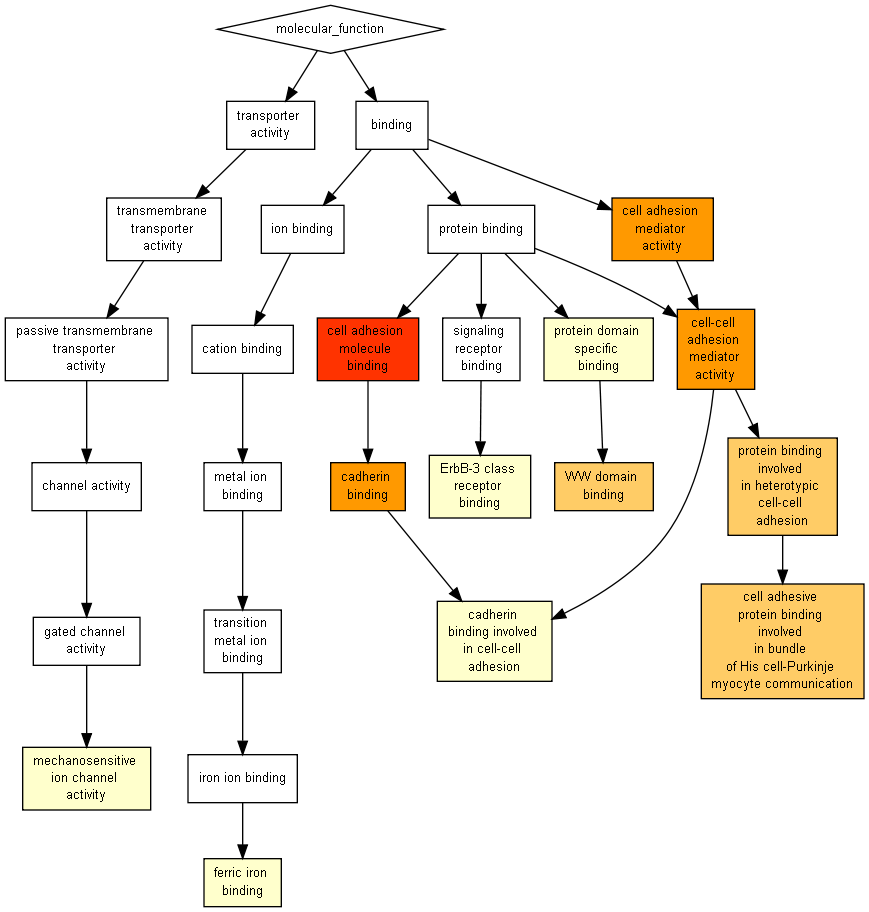 molecular_function
transporter
activity
binding
transmembrane
transporter
activity
ion binding
protein binding
cell adhesion
mediator
activity
passive transmembrane
transporter
activity
cation binding
cell adhesion
molecule
binding
signaling
receptor
binding
protein domain
specific
binding
cell-cell
adhesion
mediator
activity
channel activity
metal ion
binding
cadherin
binding
ErbB-3 class
receptor
binding
WW domain
binding
protein binding
involved
in heterotypic
cell-cell
adhesion
gated channel
activity
transition
metal ion
binding
cadherin
binding involved
in cell-cell
adhesion
cell adhesive
protein binding
involved
in bundle
of His cell-Purkinje
myocyte communication
mechanosensitive
ion channel
activity
iron ion binding
ferric iron
binding